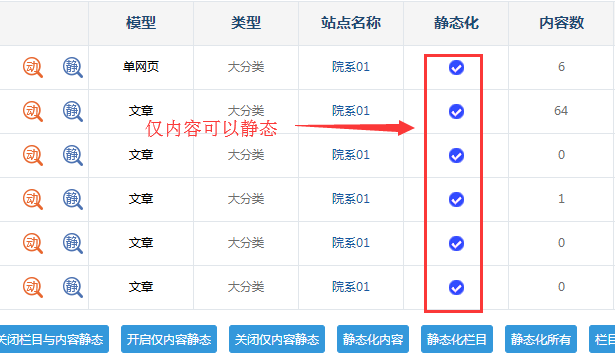 模型 类型 站点名称 静态化 内容数
动 静 单网页 大分类 院系01 6
动 静 文章 大分类 院系01 64
仅内容可以静态
动 静 文章 大分类 院系01 0
动 静 文章 大分类 院系01 1
动 静 文章 大分类 院系01 0
动 静 文章 大分类 院系01 0
关闭栏目与内容静态 开启仅内容静态 关闭仅内容静态 静态化内容 静态化栏目 静态化所有 栏目